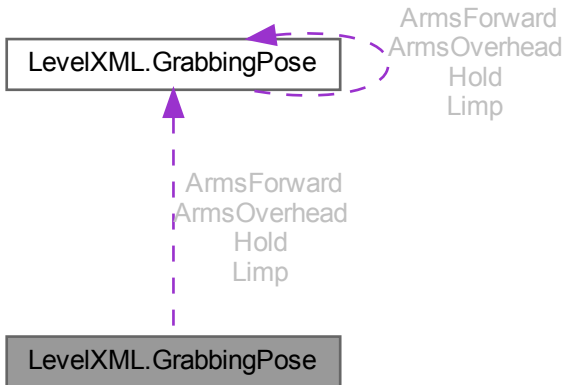 ArmsForward
ArmsOverhead
Hold
Limp
LevelXML.GrabbingPose
ArmsForward
ArmsOverhead
Hold
Limp
LevelXML.GrabbingPose